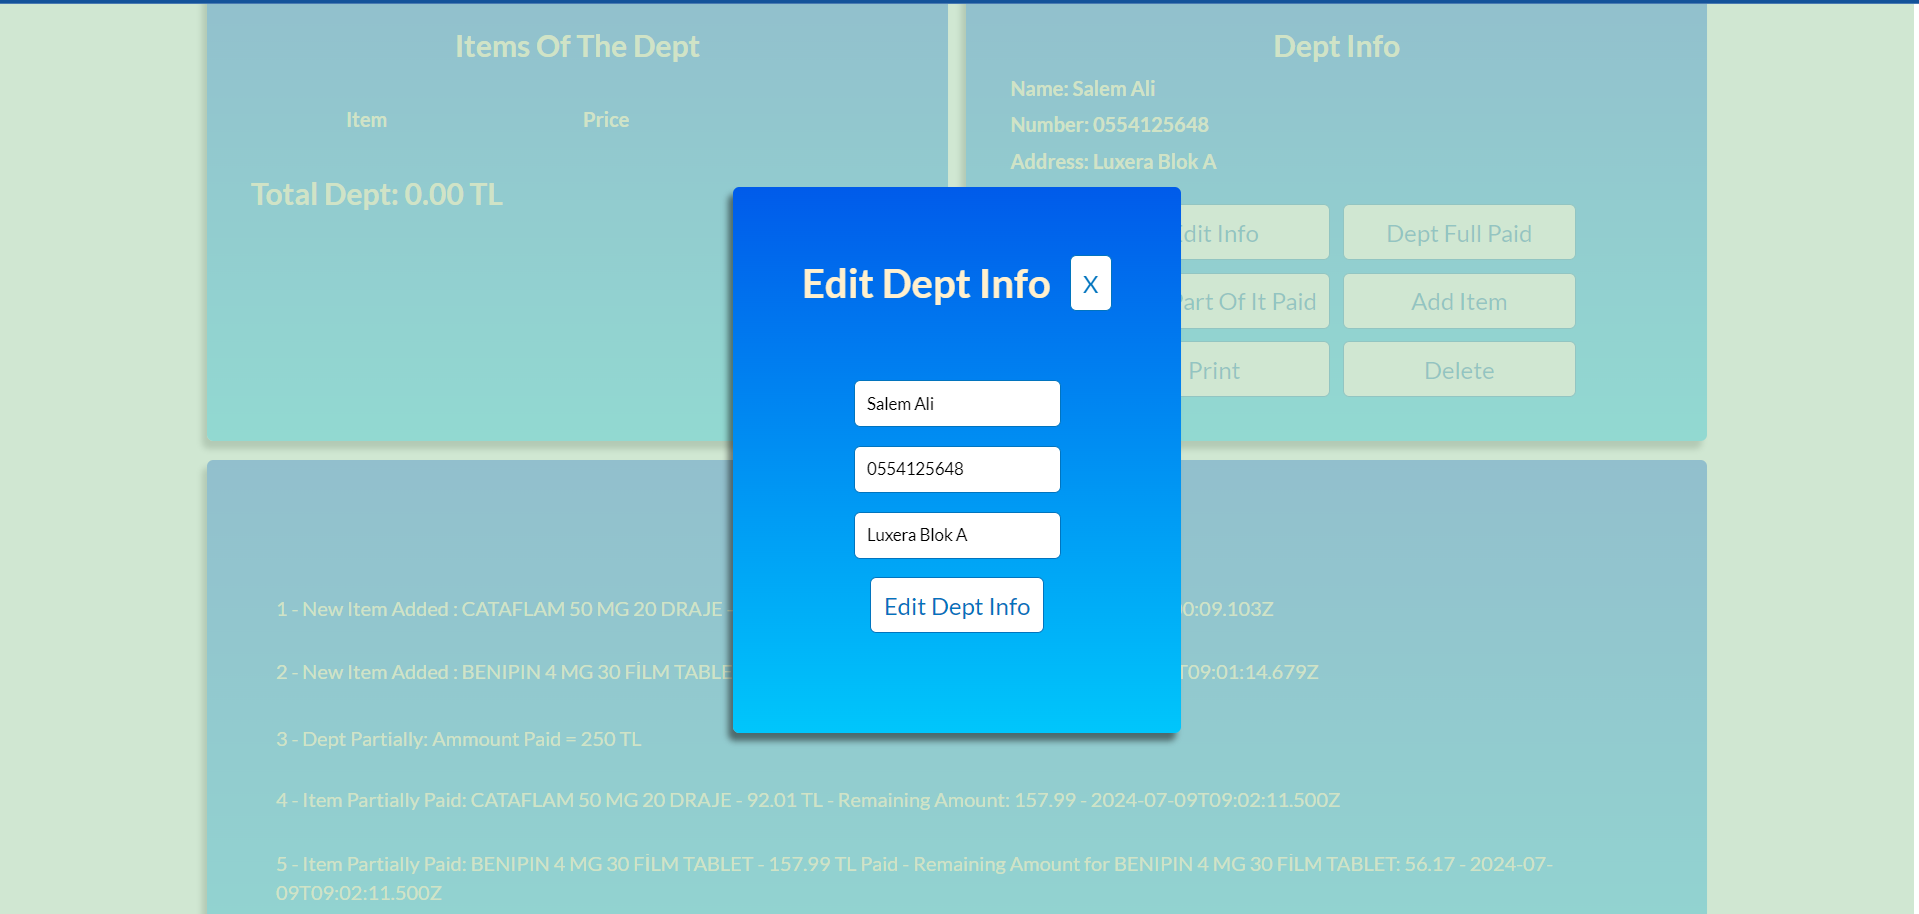 Items Of The Dept
Item Price
Total Dept: 0.00 TL
Dept Info
Name: Salem Ali
Number: 0554125648
Address: Luxera Blok A
dit Info
Dept Full Paid
art Of It Paid
Add Item
Print
Delete
Edit Dept Info X
Salem Ali
0554125648
Luxera Blok A
Edit Dept Info
1 - New Item Added : CATAFLAM 50 MG 20 DRAJE - 0:09.103Z
2 - New Item Added : BENIPIN 4 MG 30 FİLM TABLE T09:01:14.679Z
3 - Dept Partially: Ammount Paid = 250 TL
4 - Item Partially Paid: CATAFLAM 50 MG 20 DRAJE - 92.01 TL - Remaining Amount: 157.99 - 2024-07-09T09:02:11.500Z
5 - Item Partially Paid: BENIPIN 4 MG 30 FİLM TABLET - 157.99 TL Paid - Remaining Amount for BENIPIN 4 MG 30 FİLM TABLET: 56.17 - 2024-07-
09T09:02:11.500Z